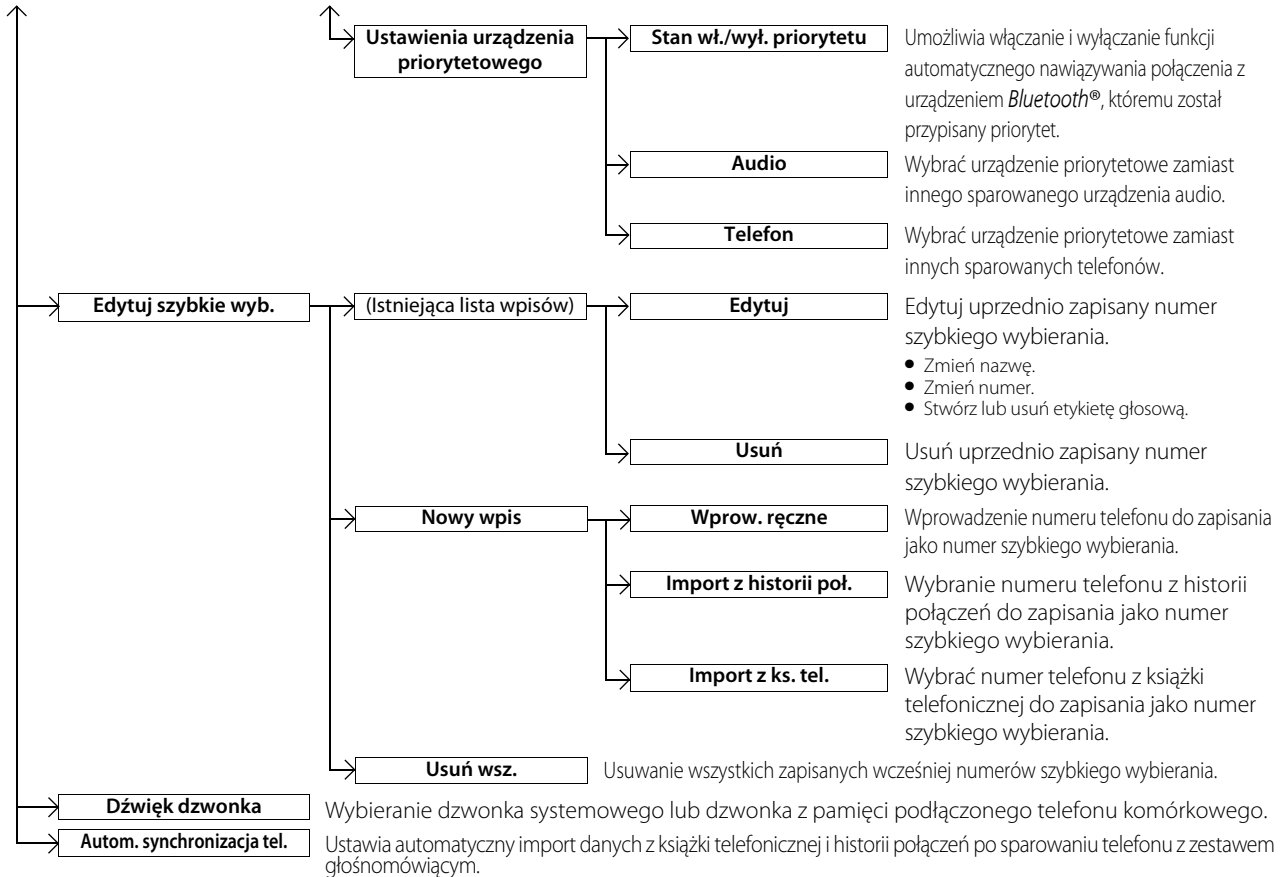 Ustawienia urządzenia
priorytetowego
Stan wł./wył. priorytetu
Umożliwia włączanie i wyłączanie funkcji
automatycznego nawiązywania połączenia z
urządzeniem Bluetooth®, któremu został
przypisany priorytet.
Audio
Wybrać urządzenie priorytetowe zamiast
innego sparowanego urządzenia audio.
Telefon
Wybrać urządzenie priorytetowe zamiast
innych sparowanych telefonów.
Edytuj szybkie wyb.
(Istniejąca lista wpisów)
Edytuj
Edytuj uprzednio zapisany numer
szybkiego wybierania.
● Zmień nazwę.
● Zmień numer.
● Stwórz lub usuń etykietę głosową.
Usuń
Usuń uprzednio zapisany numer
szybkiego wybierania.
Nowy wpis
Wprow. ręczne
Wprowadzenie numeru telefonu do zapisania
jako numer szybkiego wybierania.
Import z historii poł.
Wybranie numeru telefonu z historii
połączeń do zapisania jako numer
szybkiego wybierania.
Import z ks. tel.
Wybrać numer telefonu z książki
telefonicznej do zapisania jako numer
szybkiego wybierania.
Usuń wsz.
Usuwanie wszystkich zapisanych wcześniej numerów szybkiego wybierania.
Dźwięk dzwonka
Wybieranie dzwonka systemowego lub dzwonka z pamięci podłączonego telefonu komórkowego.
Autom. synchronizacja tel.
Ustawia automatyczny import danych z książki telefonicznej i historii połączeń po sparowaniu telefonu z zestawem
głośnomówiącym.